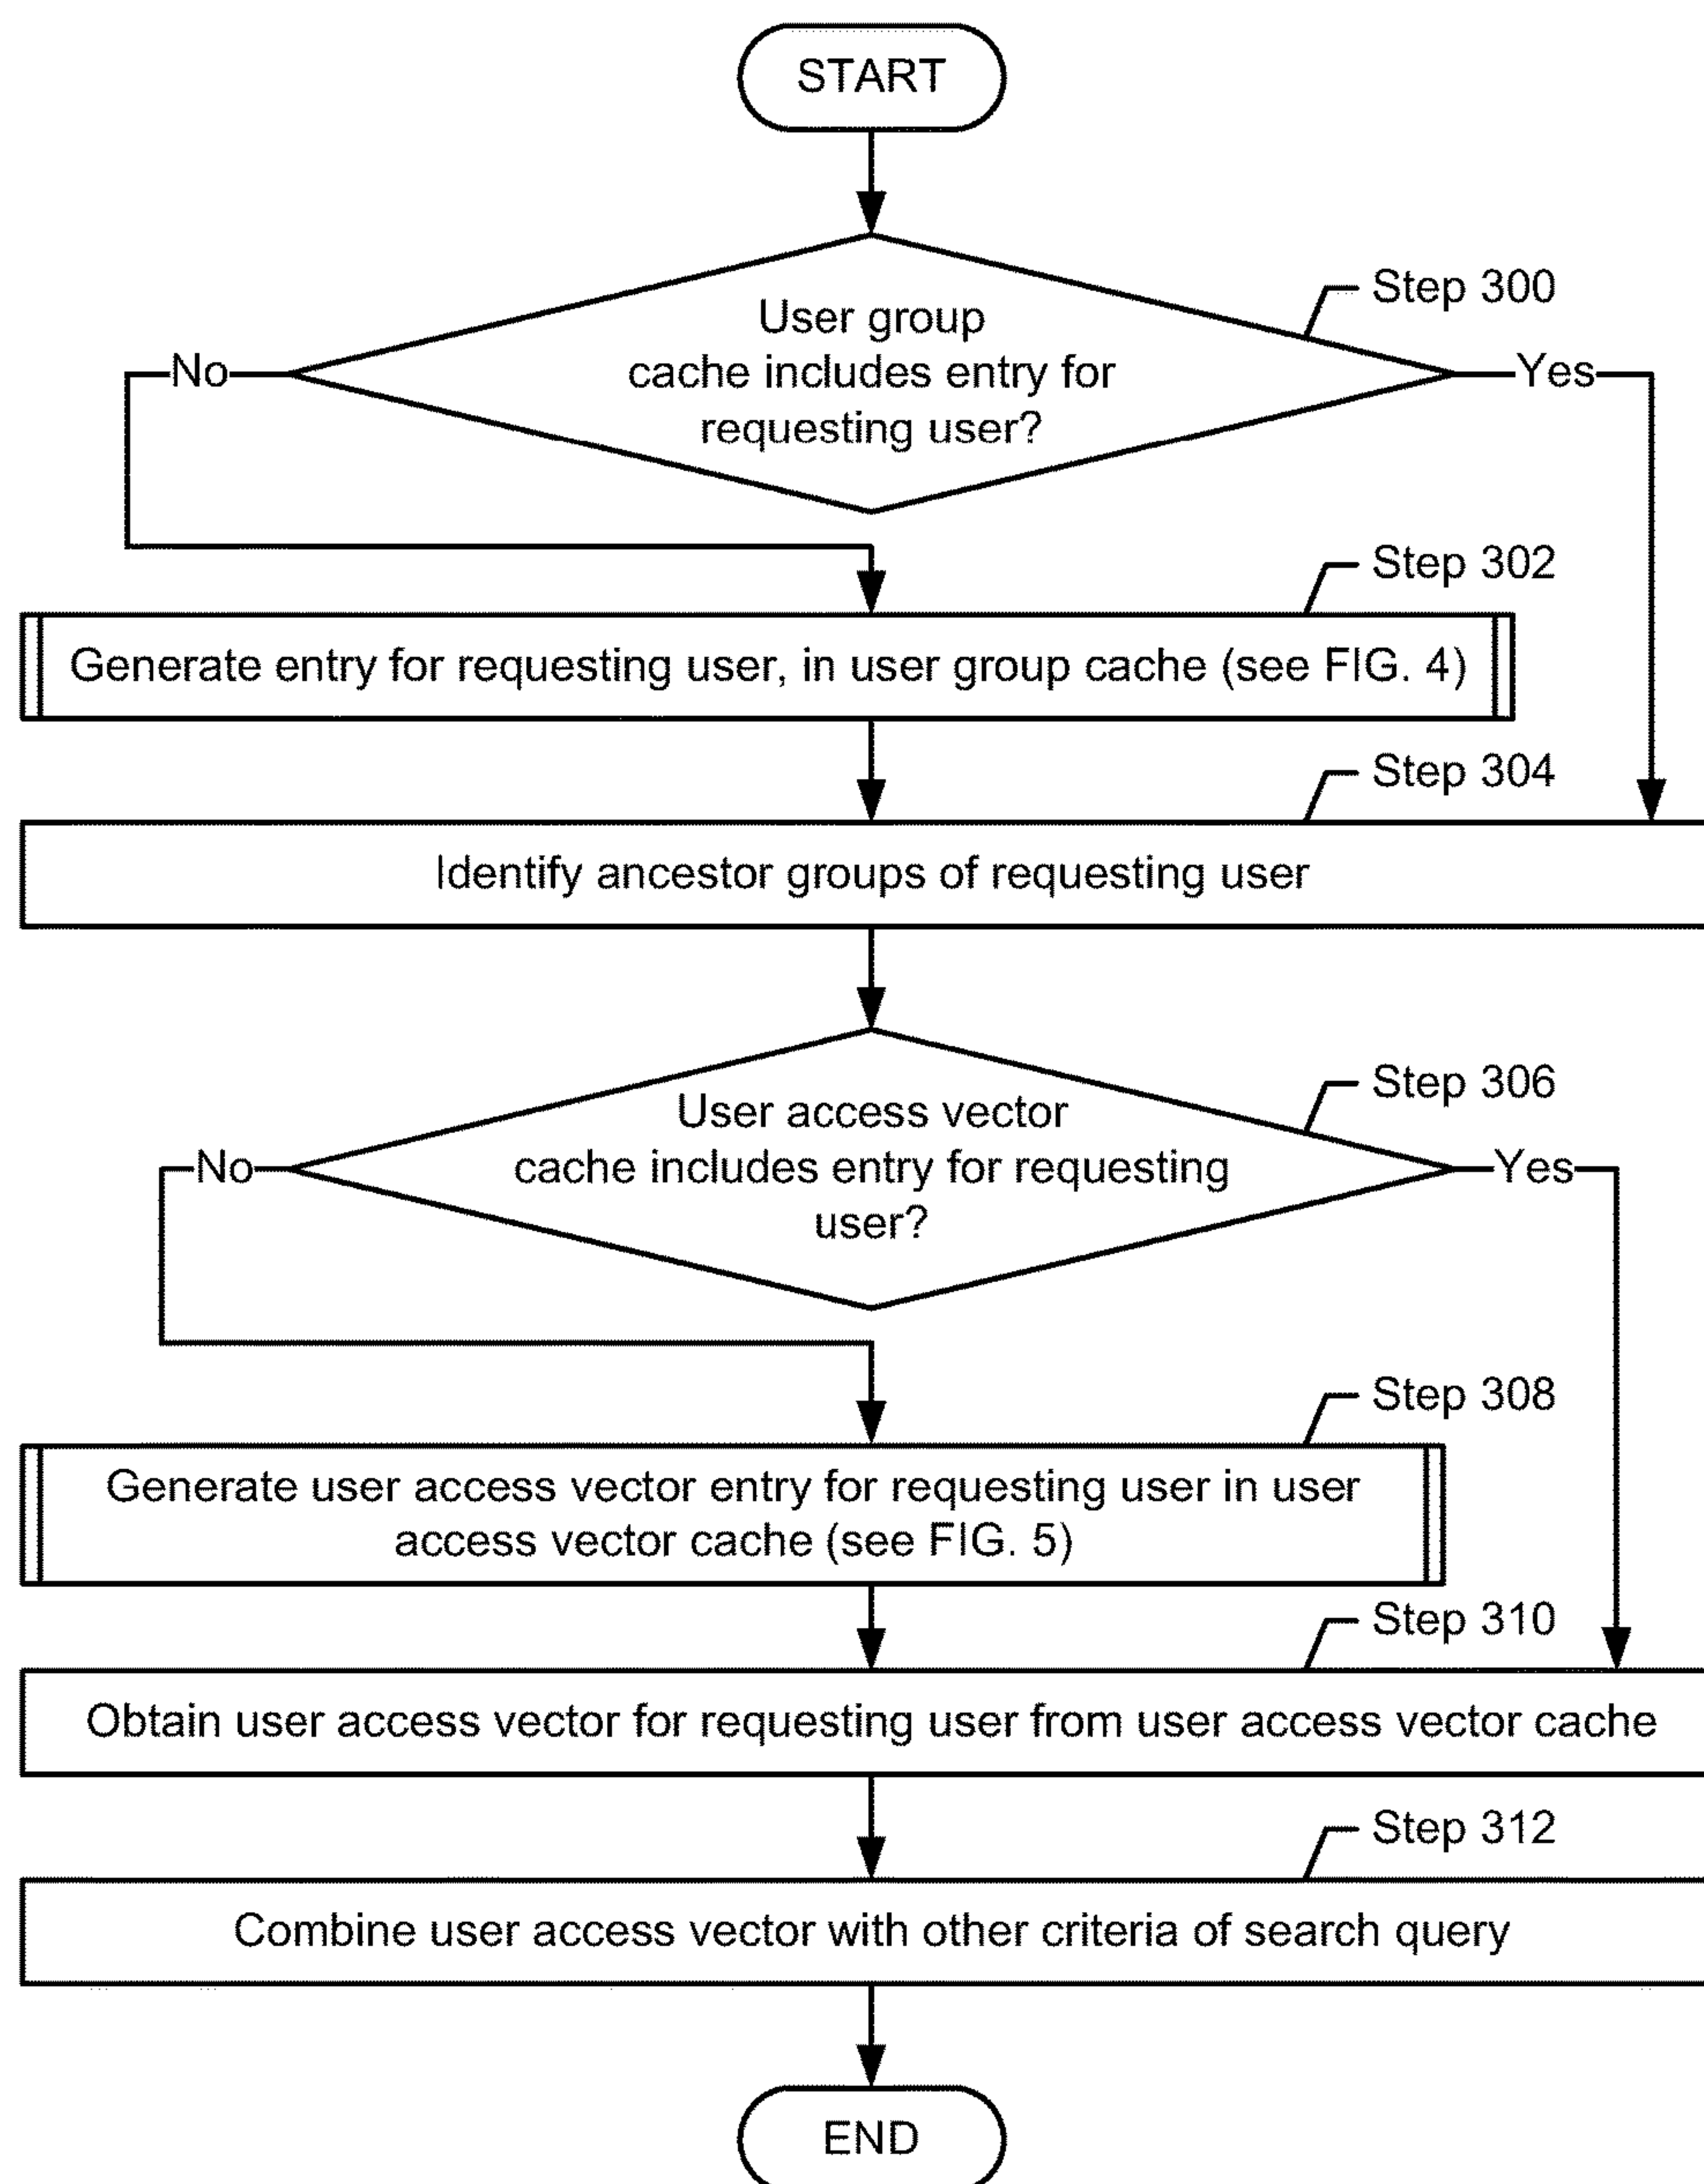 START
Step 300
User group
No
cache includes entry for
Yes
requesting user?
Step 302
Generate entry for requesting user, in user group cache (see FIG. 4)
Step 304
Identify ancestor groups of requesting user
Step 306
User access vector
No
cache includes entry for requesting
Yes
user?
Step 308
Generate user access vector entry for requesting user in user
access vector cache (see FIG. 5)
Step 310
Obtain user access vector for requesting user from user access vector cache
Step 312
Combine user access vector with other criteria of search query
END